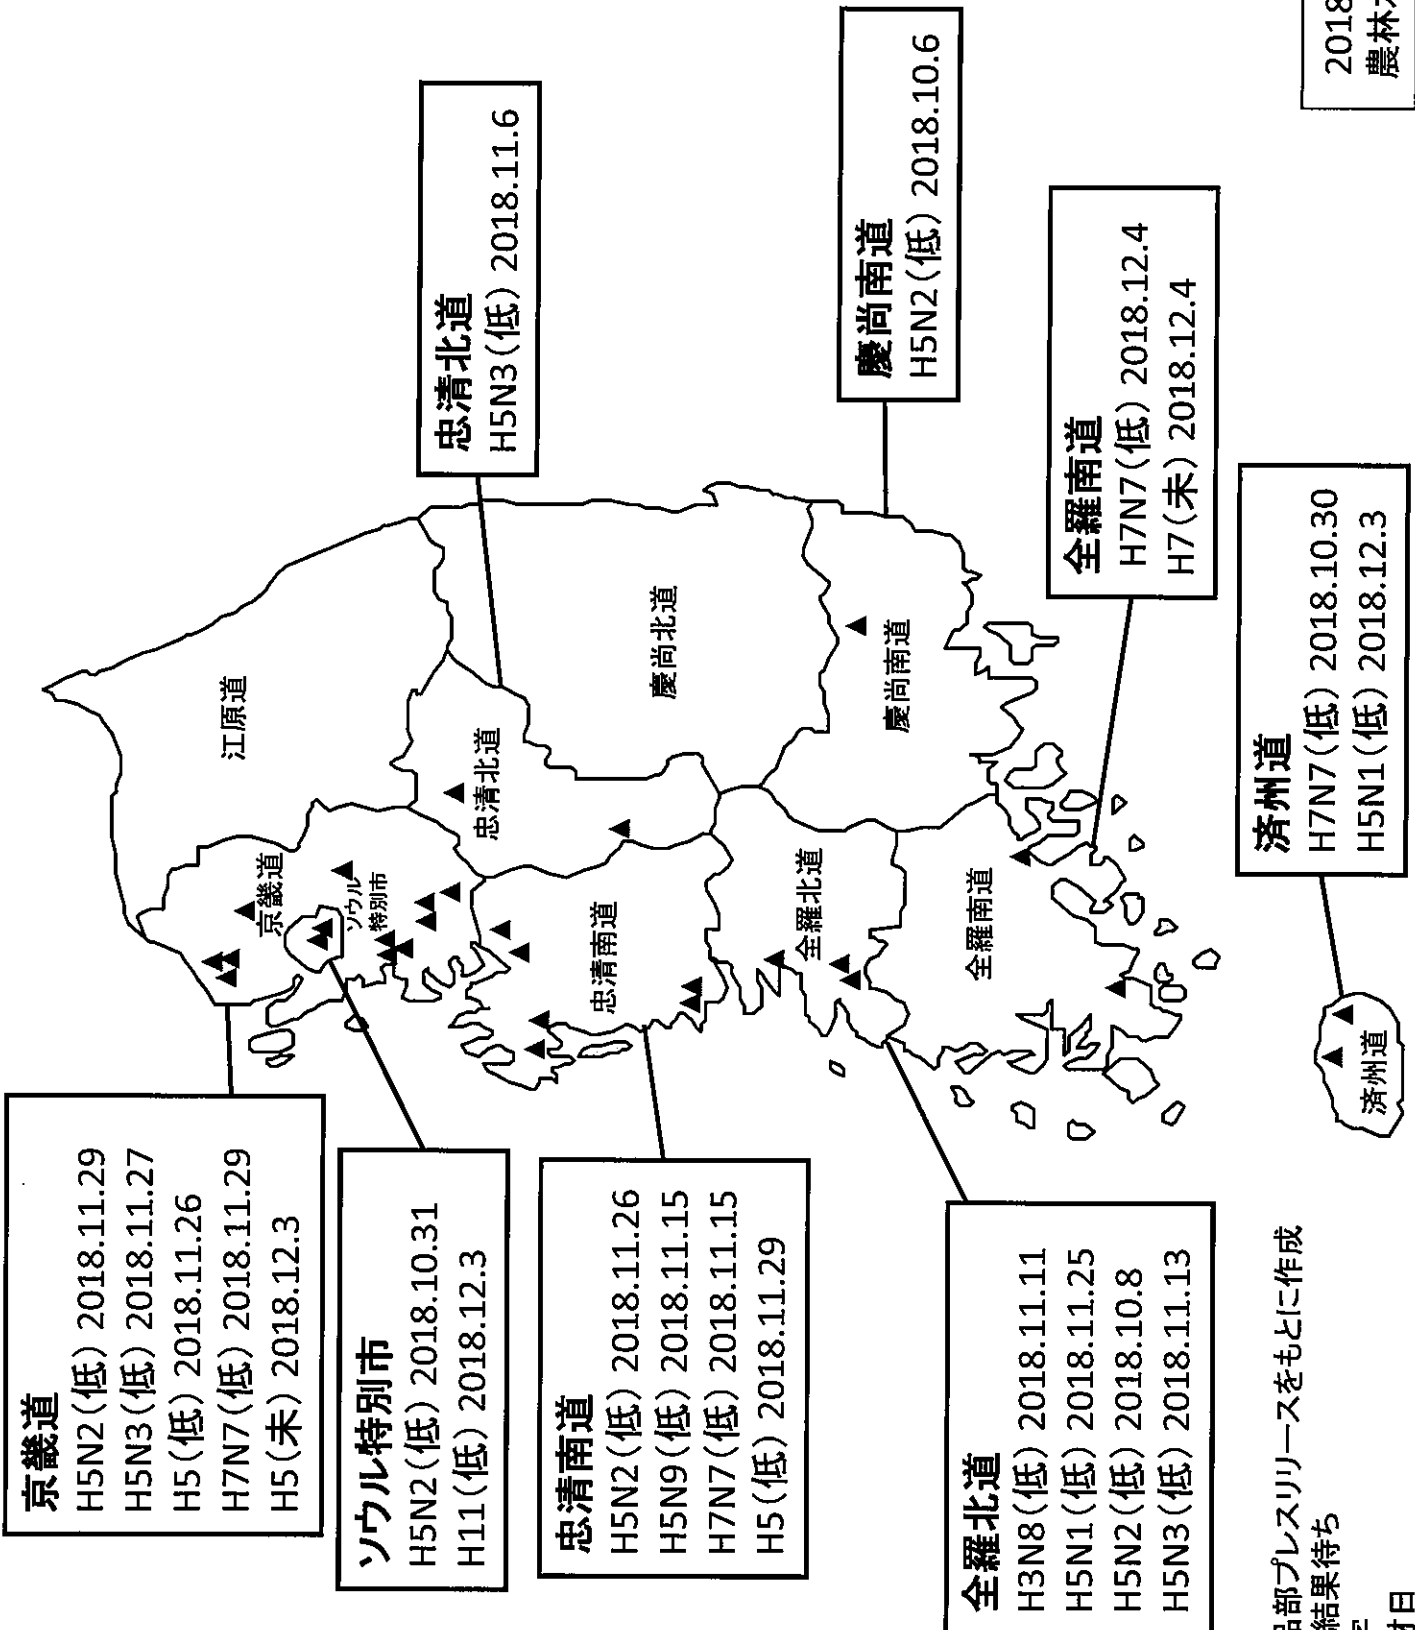 京畿道
H5N2(低) 2018.11.29
H5N3(低) 2018.11.27
H5(低) 2018.11.26
H7N7(低) 2018.11.29
H5(未) 2018.12.3
ソウル特別市
H5N2(低) 2018.10.31
H11(低) 2018.12.3
忠清南道
H5N2(低) 2018.11.26
H5N9(低) 2018.11.15
H7N7(低) 2018.11.15
H5(低) 2018.11.29
全羅北道
H3N8(低) 2018.11.11
H5N1(低) 2018.11.25
H5N2(低) 2018.10.8
H5N3(低) 2018.11.13
江原道
京畿道
ソウル
特別市
忠清北道
忠清南道
慶尚北道
全羅北道
慶尚南道
全羅南道
済州道
忠清北道
H5N3(低) 2018.11.6
慶尚南道
H5N2(低) 2018.10.6
全羅南道
H7N7(低) 2018.12.4
H7(未) 2018.12.4
済州道
H7N7(低) 2018.10.30
H5N1(低) 2018.12.3
品部プレスリリースをもとに作成
結果待ち
日
2018
農林